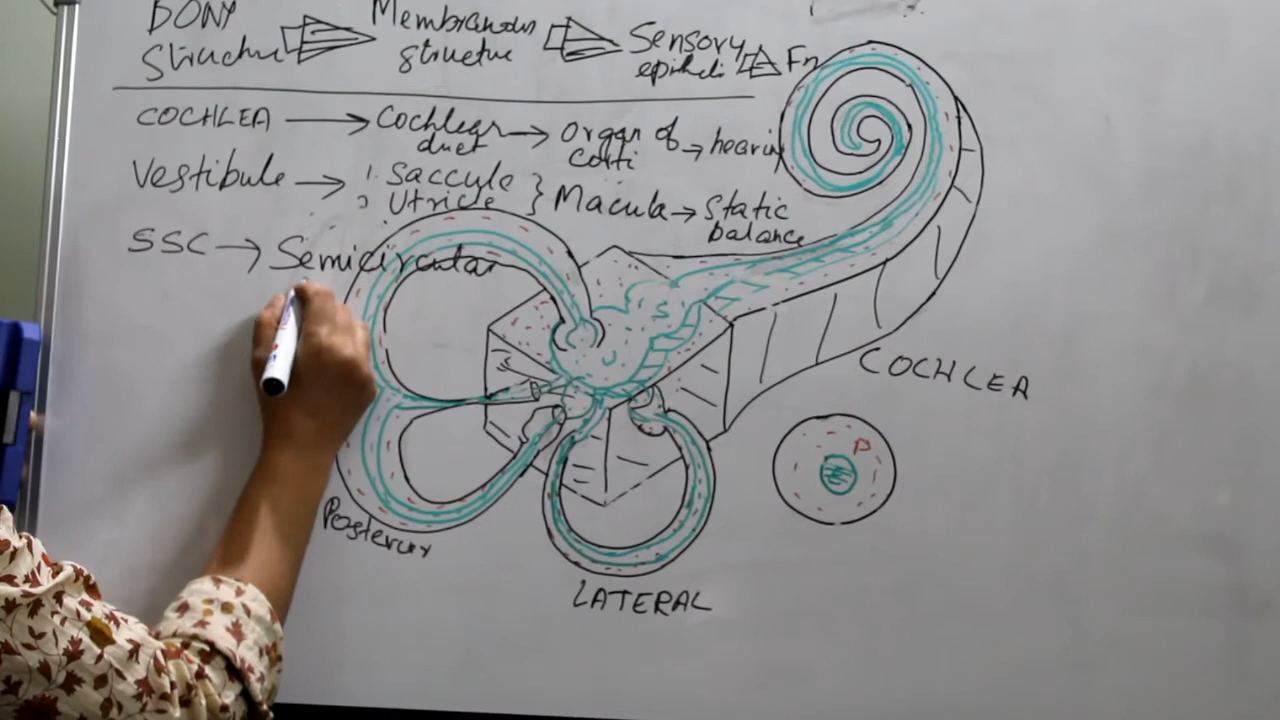 BONY Membranous Sensory Fn
structure structure epitheli
COCHLEA → Cochlear → Organ of → hearing
duct Corti
Vestibule → 1. Saccule } Macula → Static
2 Utricle balance
SSC → Semicircular
S
U
COCHLEA
P
Posterior
LATERAL